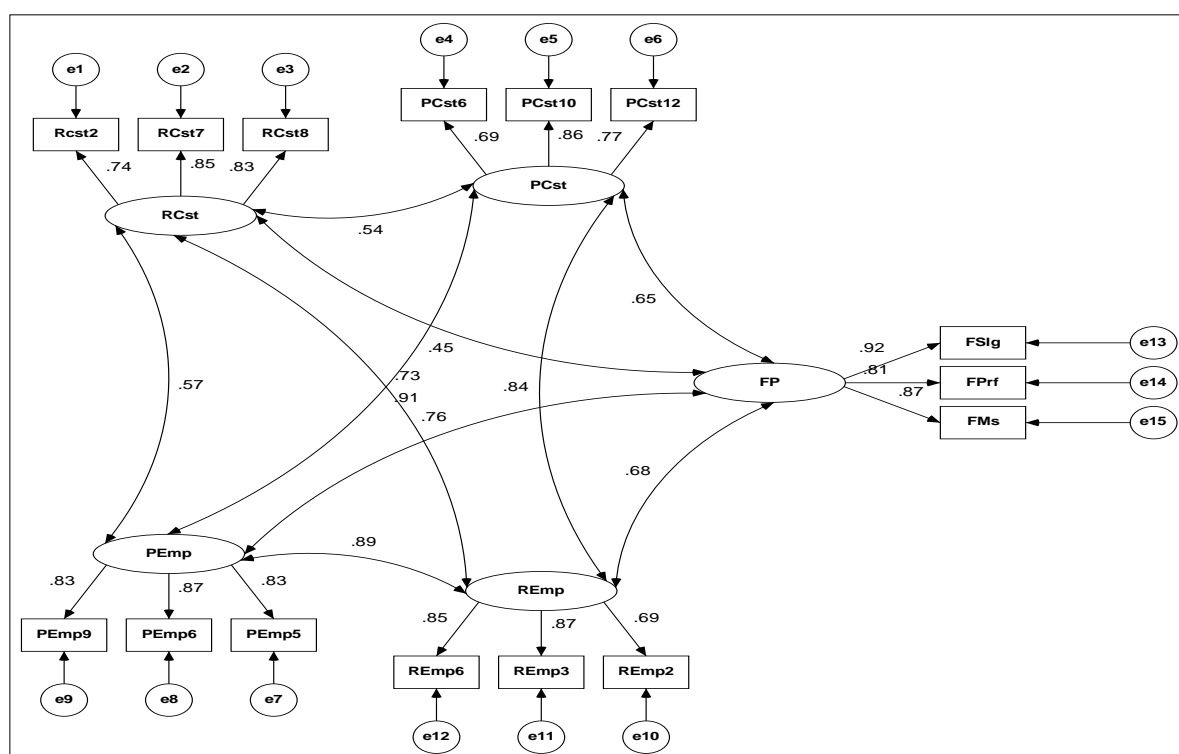 e4 e5 e6
e1 e2 e3
PCst6 PCst10 PCst12
Rcst2 RCst7 RCst8
.69 .86 .77
.74 .85 .83
PCst
RCst
.54
.65
FSlg e13
.92
.45
.81
.57 .73 .84 FP FPrf e14
.91 .87
.76 FMs e15
.68
.89
PEmp
.83 .87 .83
REmp
.85 .87 .69
PEmp9 PEmp6 PEmp5
REmp6 REmp3 REmp2
e9 e8 e7
e12 e11 e10